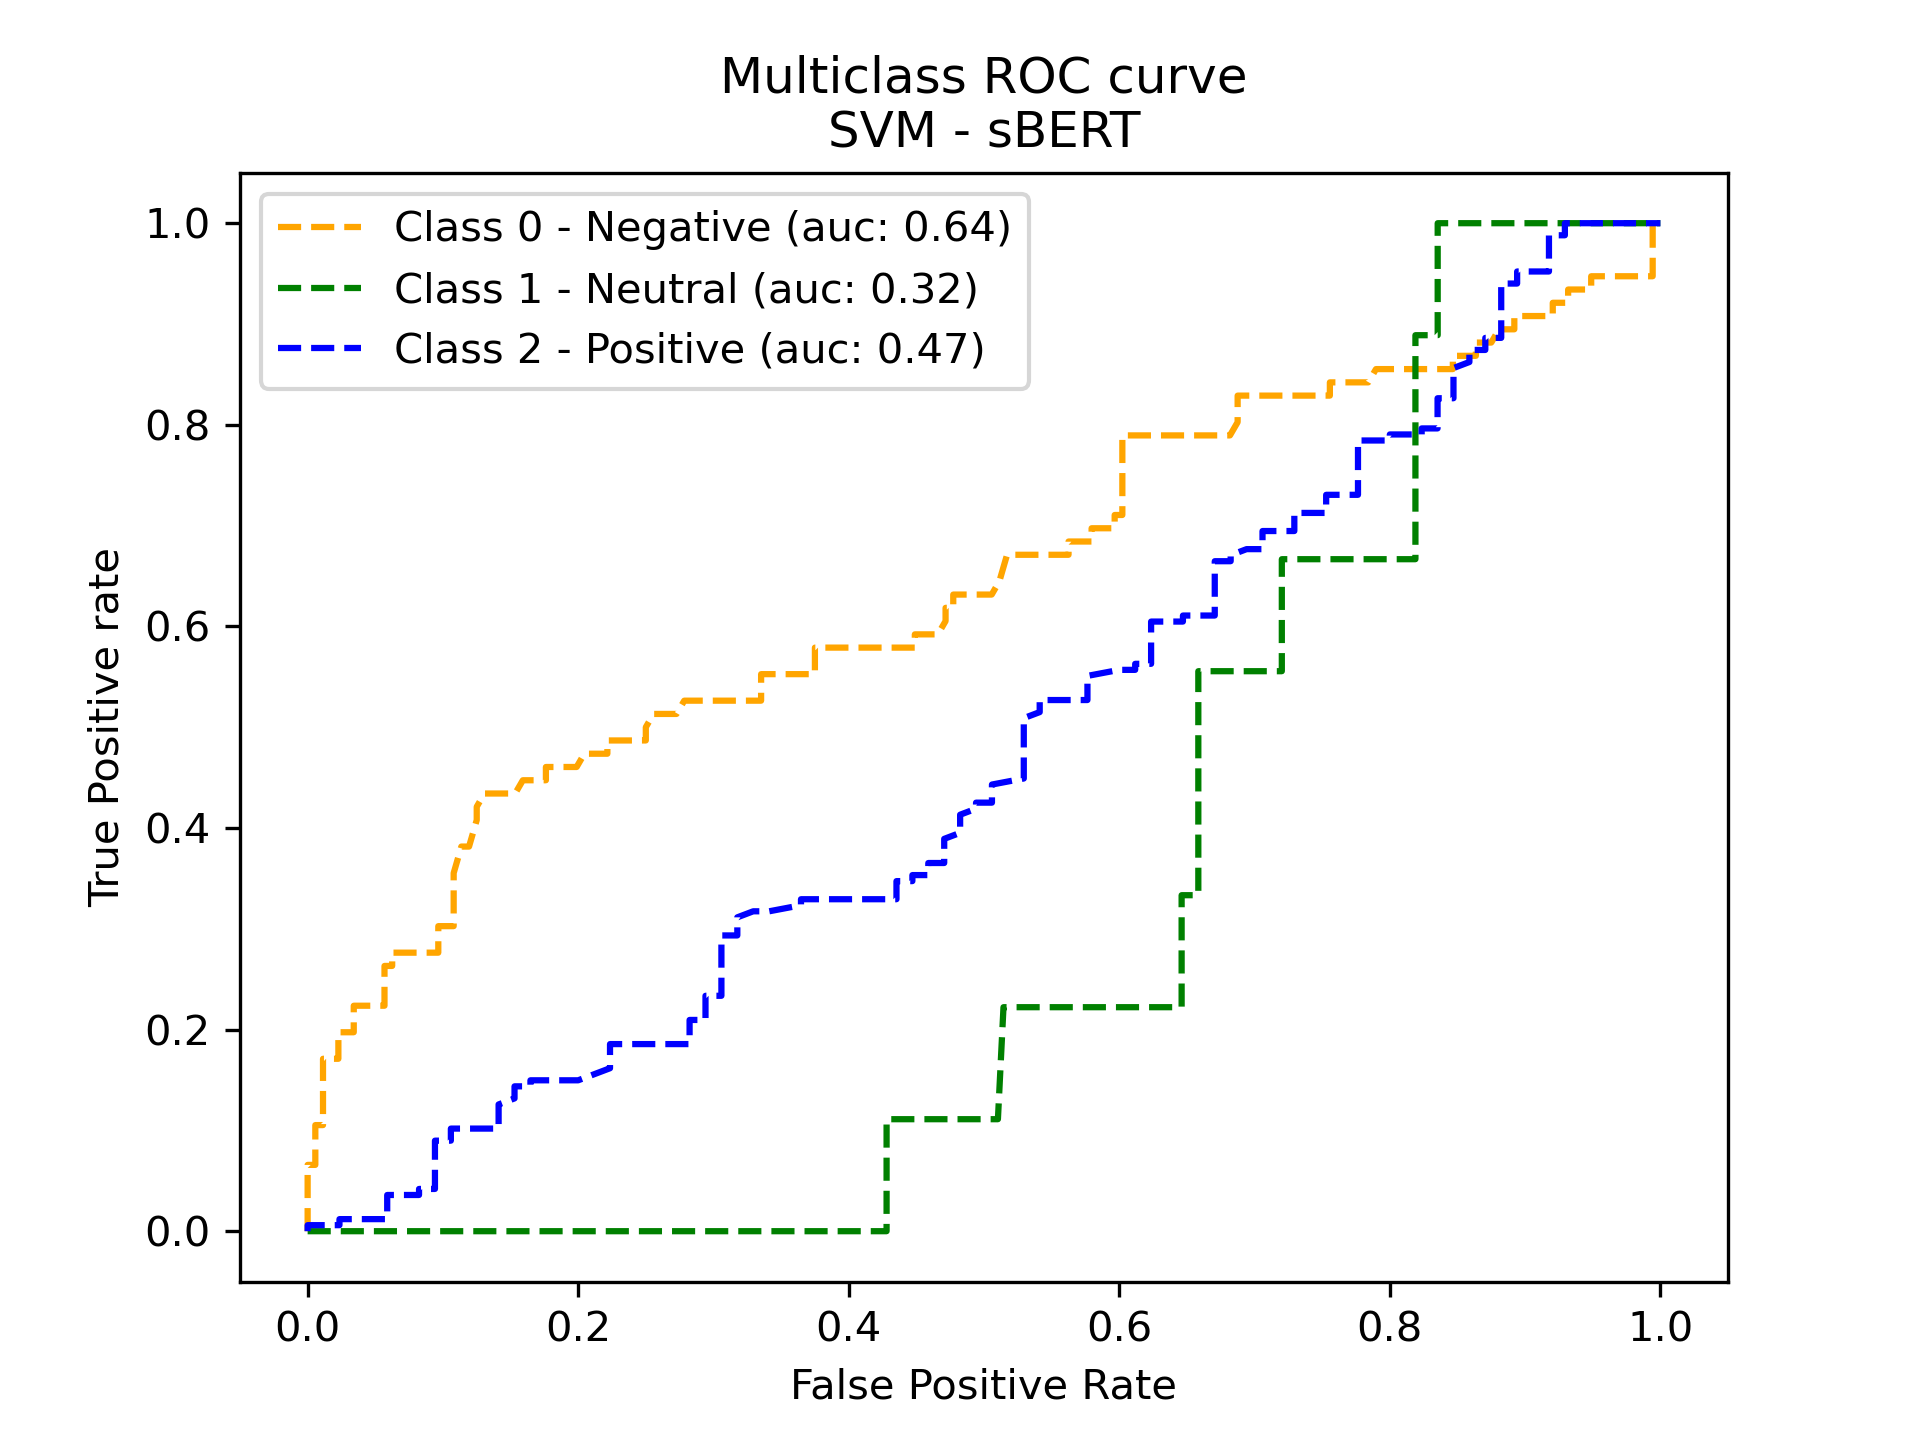 Multiclass ROC curve
SVM - sBERT
Class 0 - Negative (auc: 0.64)
Class 1 - Neutral (auc: 0.32)
Class 2 - Positive (auc: 0.47)
True Positive rate
1.0
0.8
0.6
0.4
0.2
0.0
0.0 0.2 0.4 0.6 0.8 1.0
False Positive Rate